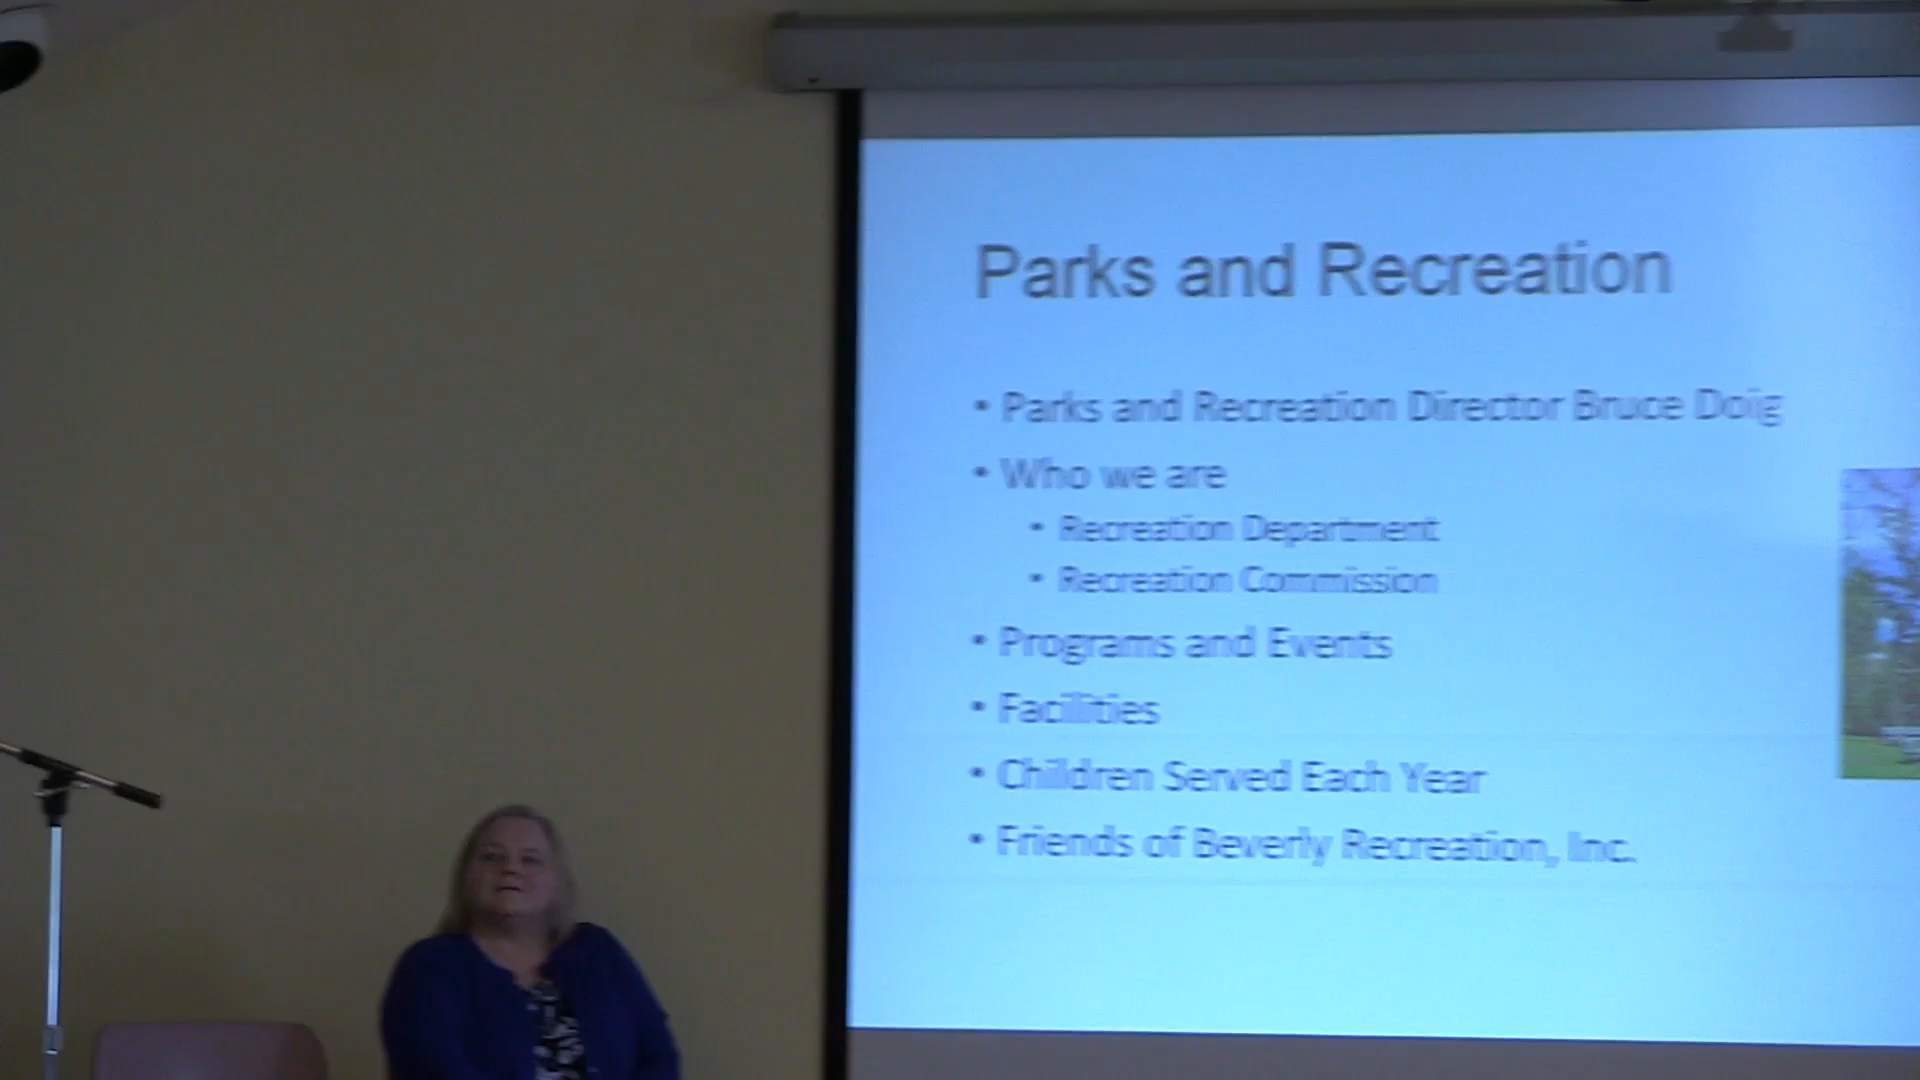 Parks and Recreation
• Parks and Recreation Director Bruce Doig
• Who we are
• Recreation Department
• Recreation Commission
• Programs and Events
• Facilities
• Children Served Each Year
• Friends of Beverly Recreation, Inc.